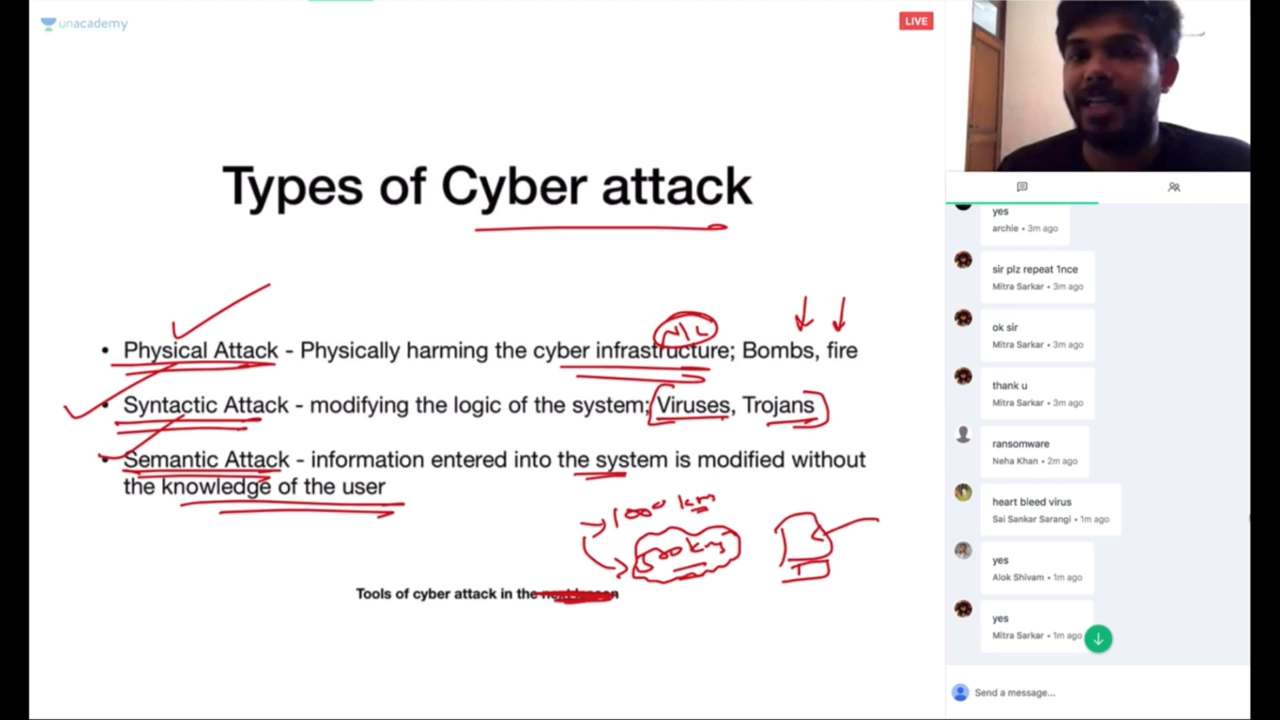 unacademy
LIVE
Types of Cyber attack
N/L
• Physical Attack - Physically harming the cyber infrastructure; Bombs, fire
• Syntactic Attack - modifying the logic of the system; Viruses, Trojans
• Semantic Attack - information entered into the system is modified without
the knowledge of the user
1000 km
500 kms
Tools of cyber attack in the
yes
archie • 3m ago
sir plz repeat 1nce
Mitra Sarkar • 3m ago
ok sir
Mitra Sarkar • 3m ago
thank u
Mitra Sarkar • 3m ago
ransomware
Neha Khan • 2m ago
heart bleed virus
Sai Sankar Sarangi • 1m ago
yes
Alok Shivam • 1m ago
yes
Mitra Sarkar • 1m ago
Send a message...